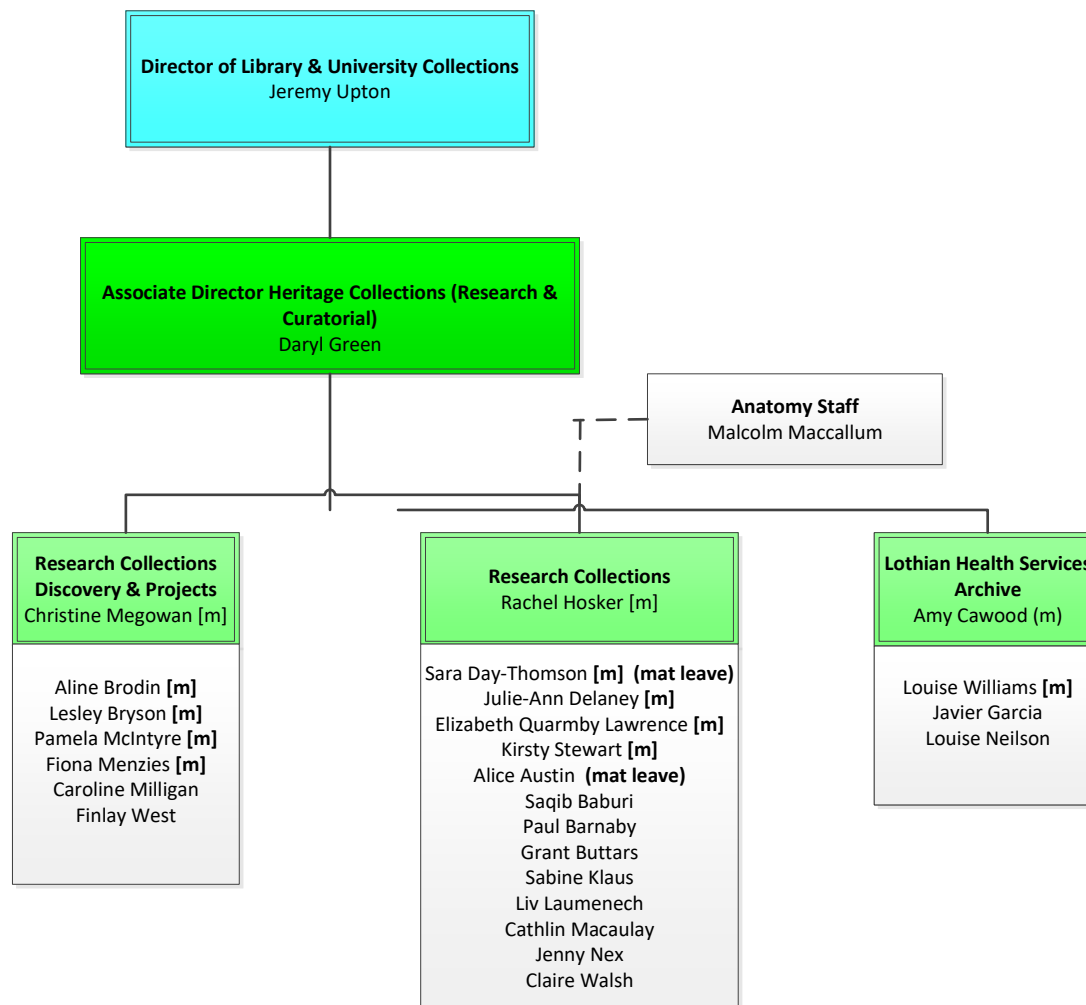 Director of Library & University Collections
Jeremy Upton
Associate Director Heritage Collections (Research &
Curatorial)
Daryl Green
Anatomy Staff
Malcolm Maccallum
Research Collections
Discovery & Projects
Christine Megowan [m]
Aline Brodin [m]
Lesley Bryson [m]
Pamela McIntyre [m]
Fiona Menzies [m]
Caroline Milligan
Finlay West
Research Collections
Rachel Hosker [m]
Sara Day-Thomson [m] (mat leave)
Julie-Ann Delaney [m]
Elizabeth Quarmby Lawrence [m]
Kirsty Stewart [m]
Alice Austin (mat leave)
Saqib Baburi
Paul Barnaby
Grant Buttars
Sabine Klaus
Liv Laumenech
Cathlin Macaulay
Jenny Nex
Claire Walsh
Lothian Health Services
Archive
Amy Cawood (m)
Louise Williams [m]
Javier Garcia
Louise Neilson